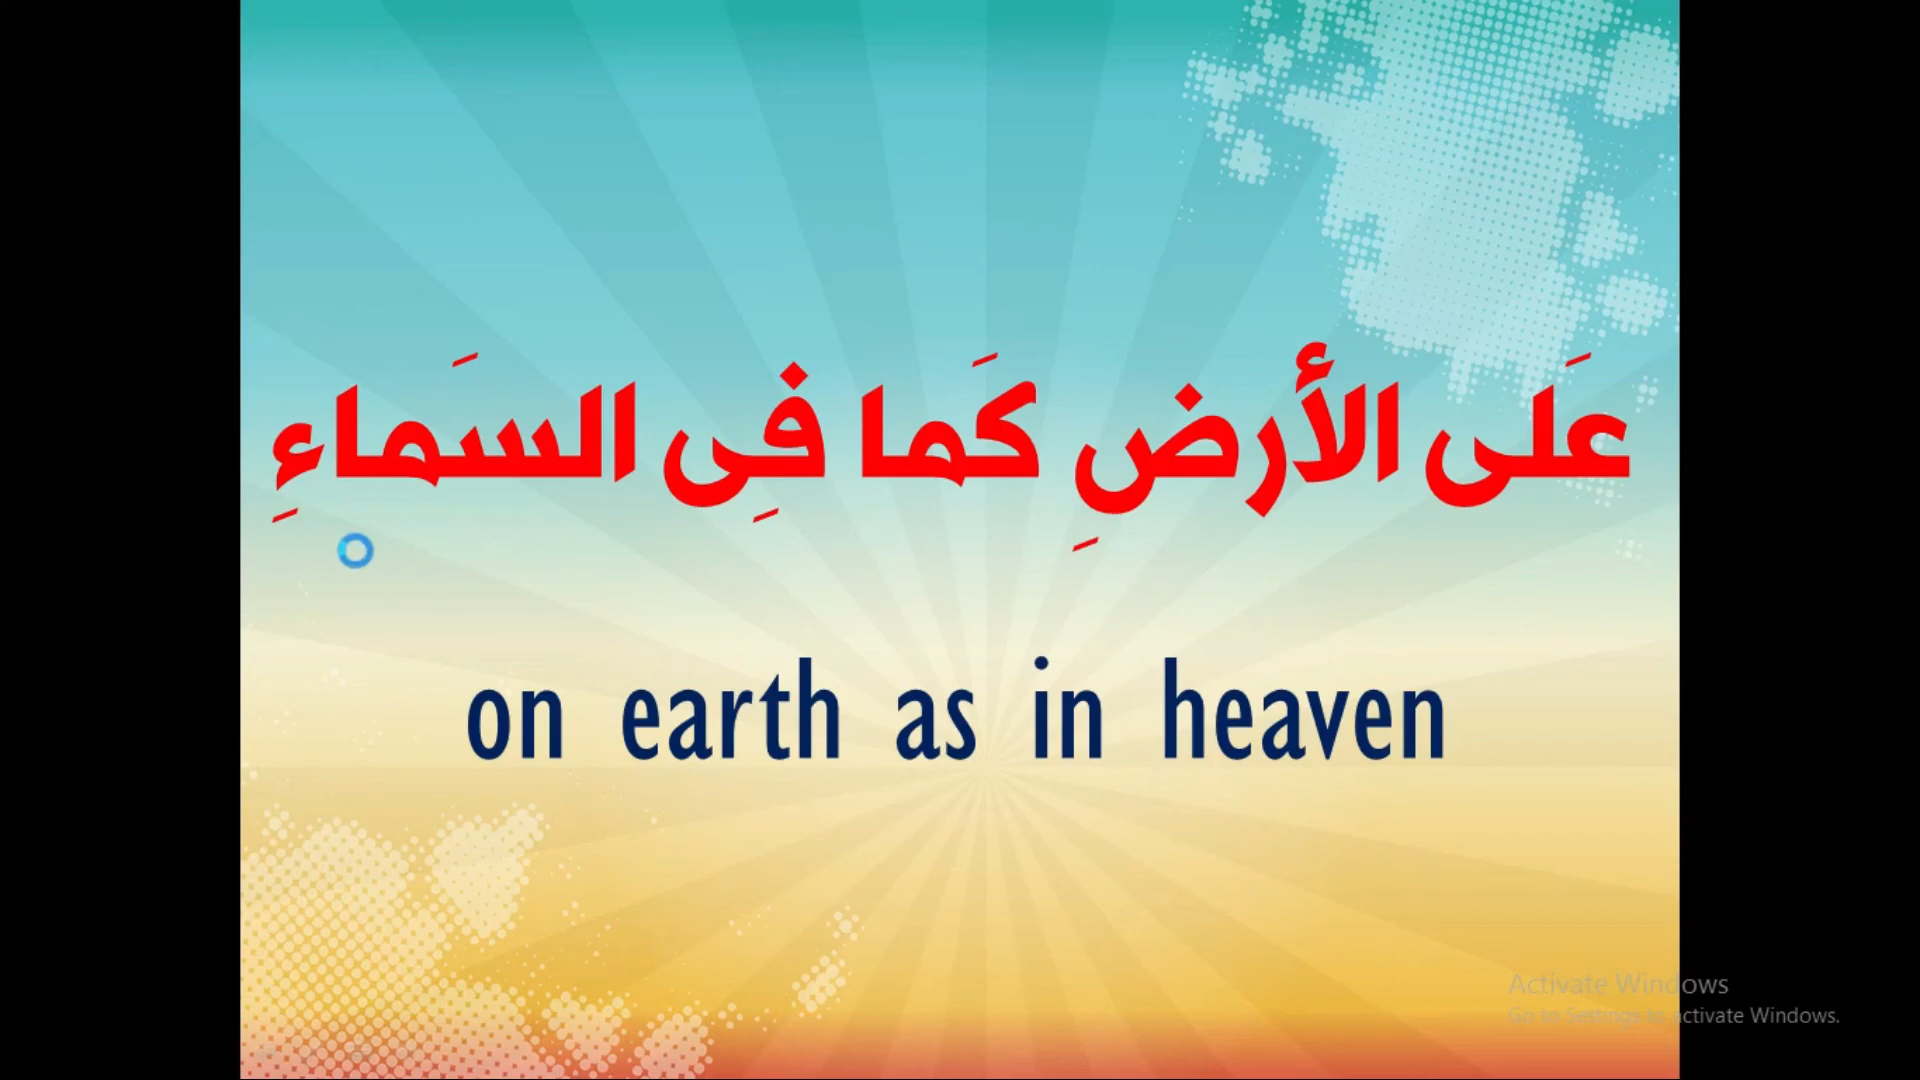 عَلى الأرضِ كَما فِى السَماءِ
on earth as in heaven
Activate Windows
Go to Settings to activate Windows.